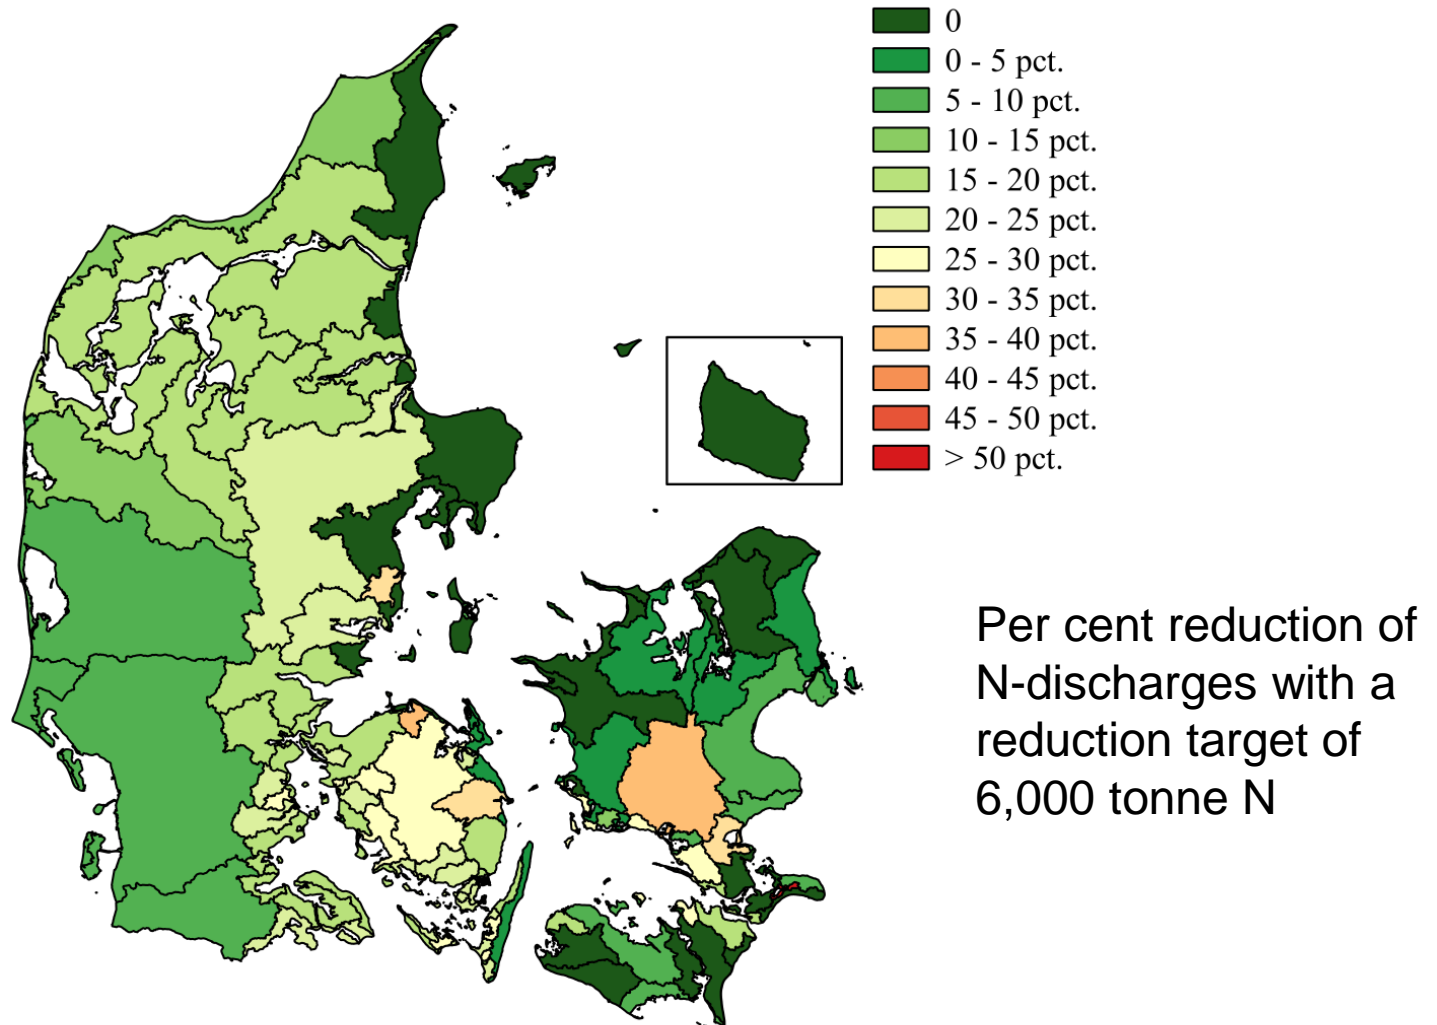 0
0 - 5 pct.
5 - 10 pct.
10 - 15 pct.
15 - 20 pct.
20 - 25 pct.
25 - 30 pct.
30 - 35 pct.
35 - 40 pct.
40 - 45 pct.
45 - 50 pct.
> 50 pct.
Per cent reduction of
N-discharges with a
reduction target of
6,000 tonne N